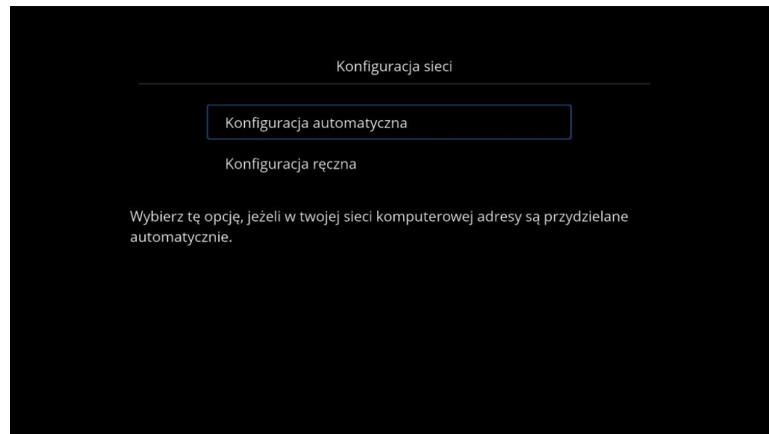 Konfiguracja sieci
Konfiguracja automatyczna
Konfiguracja ręczna
Wybierz tę opcję, jeżeli w twojej sieci komputerowej adresy są przydzielane
automatycznie.